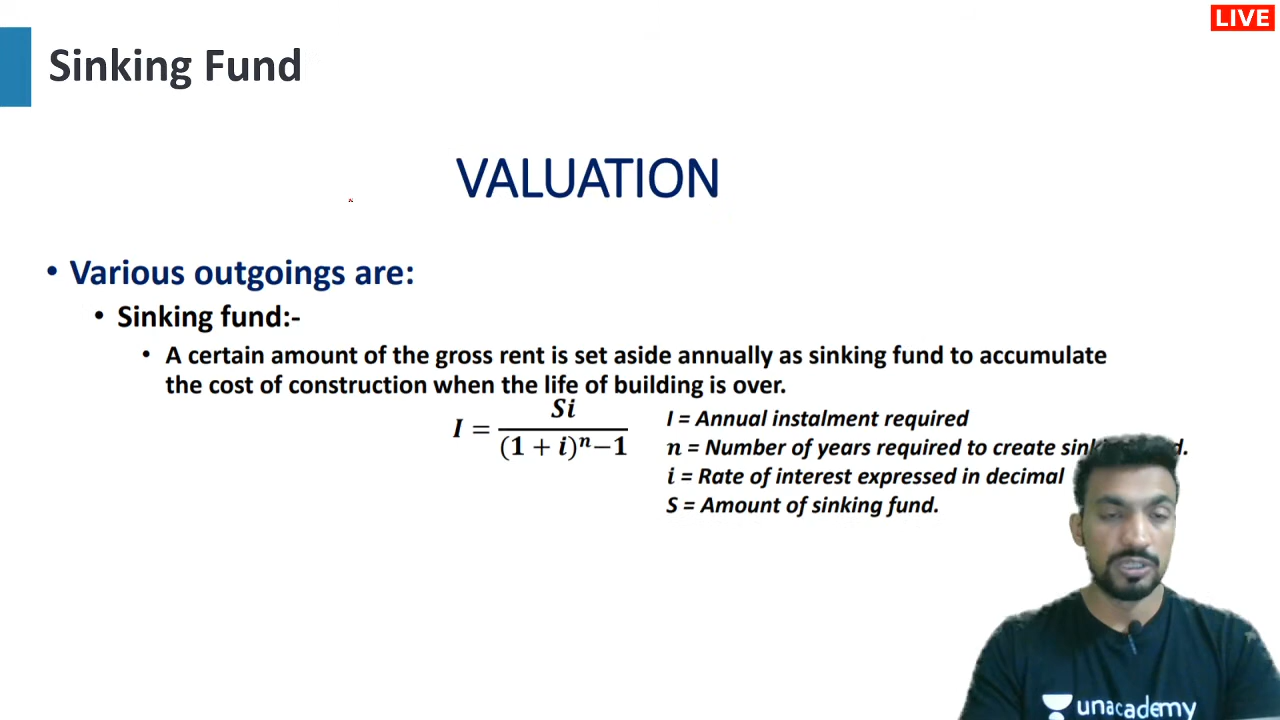 LIVE
Sinking Fund
VALUATION
• Various outgoings are:
• Sinking fund:-
• A certain amount of the gross rent is set aside annually as sinking fund to accumulate
the cost of construction when the life of building is over.
I = Si / (1 + i)ⁿ−1
I = Annual instalment required
n = Number of years required to create
i = Rate of interest expressed in decimal
S = Amount of sinking fund.
unacademy